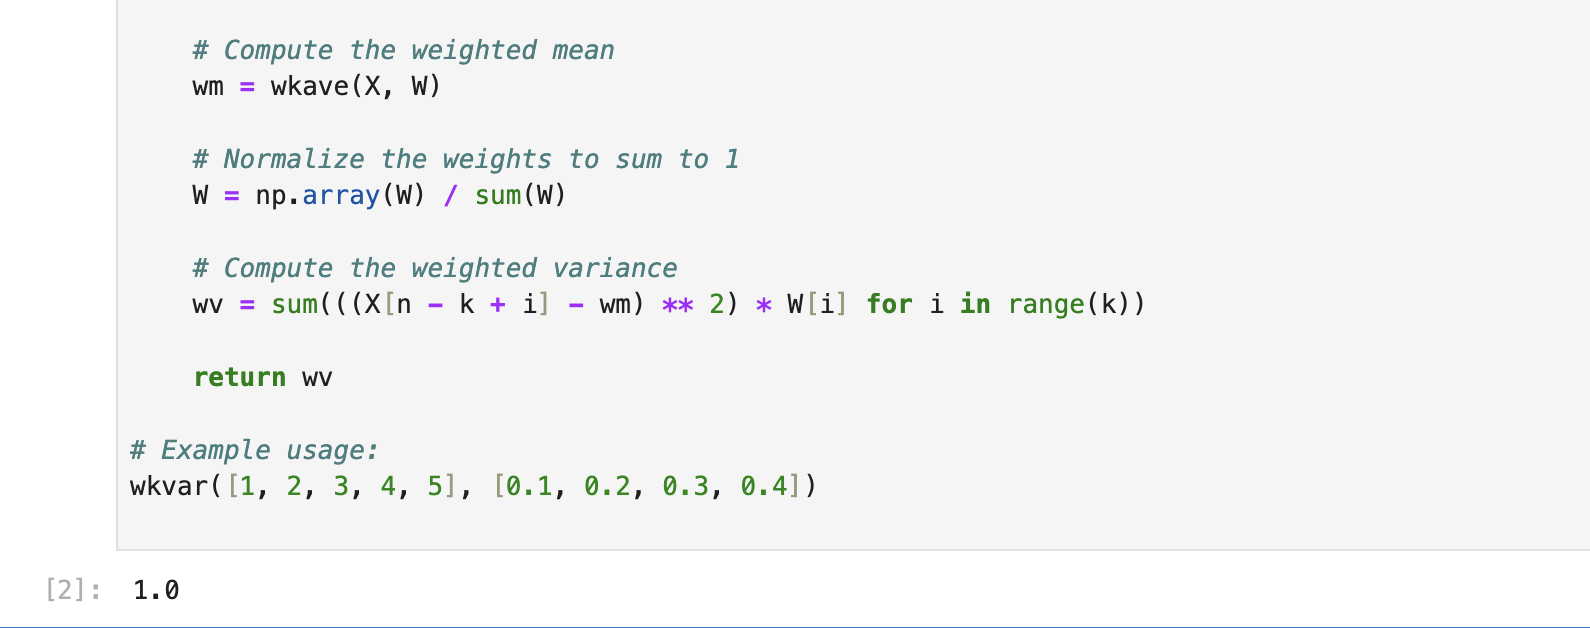 # Compute the weighted mean
wm = wkave(X, W)
# Normalize the weights to sum to 1
W = np.array(W) / sum(W)
# Compute the weighted variance
wv = sum(((X[n - k + i] - wm) ** 2) * W[i] for i in range(k))
return wv
# Example usage:
wkvar([1, 2, 3, 4, 5], [0.1, 0.2, 0.3, 0.4])
[2]: 1.0